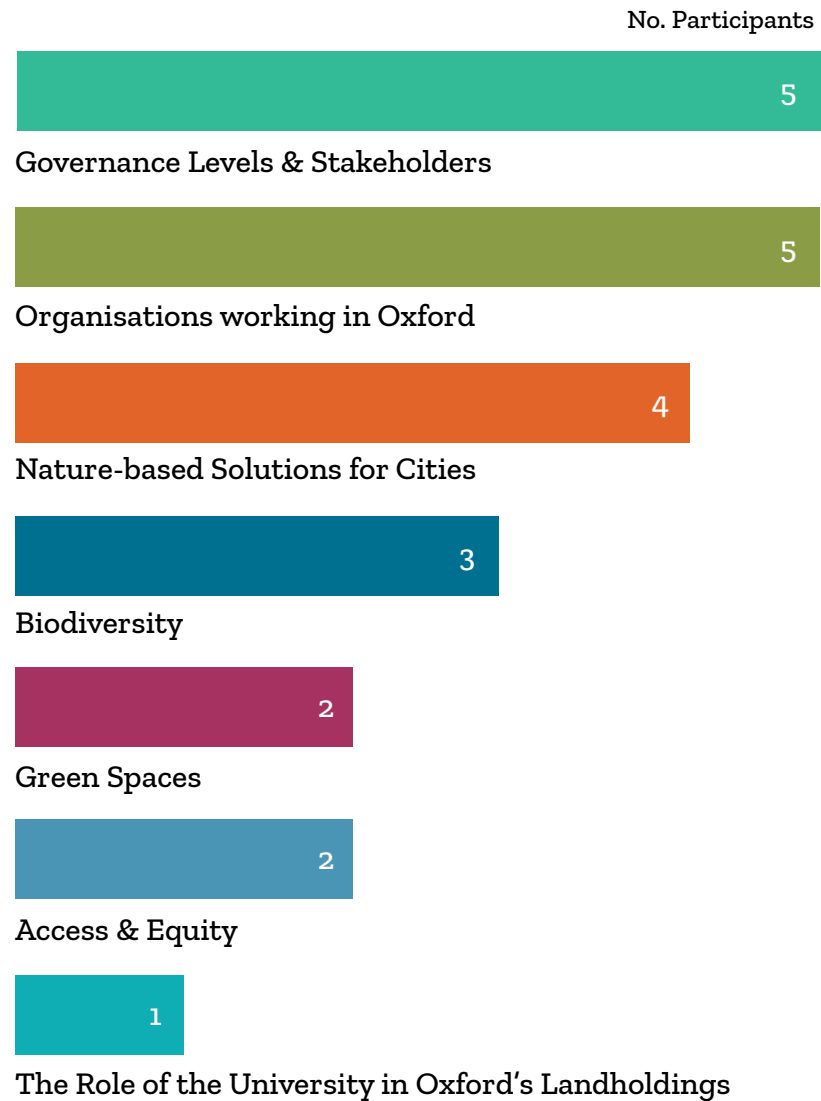 No. Participants
5
Governance Levels & Stakeholders
5
Organisations working in Oxford
4
Nature-based Solutions for Cities
3
Biodiversity
2
Green Spaces
2
Access & Equity
1
The Role of the University in Oxford’s Landholdings